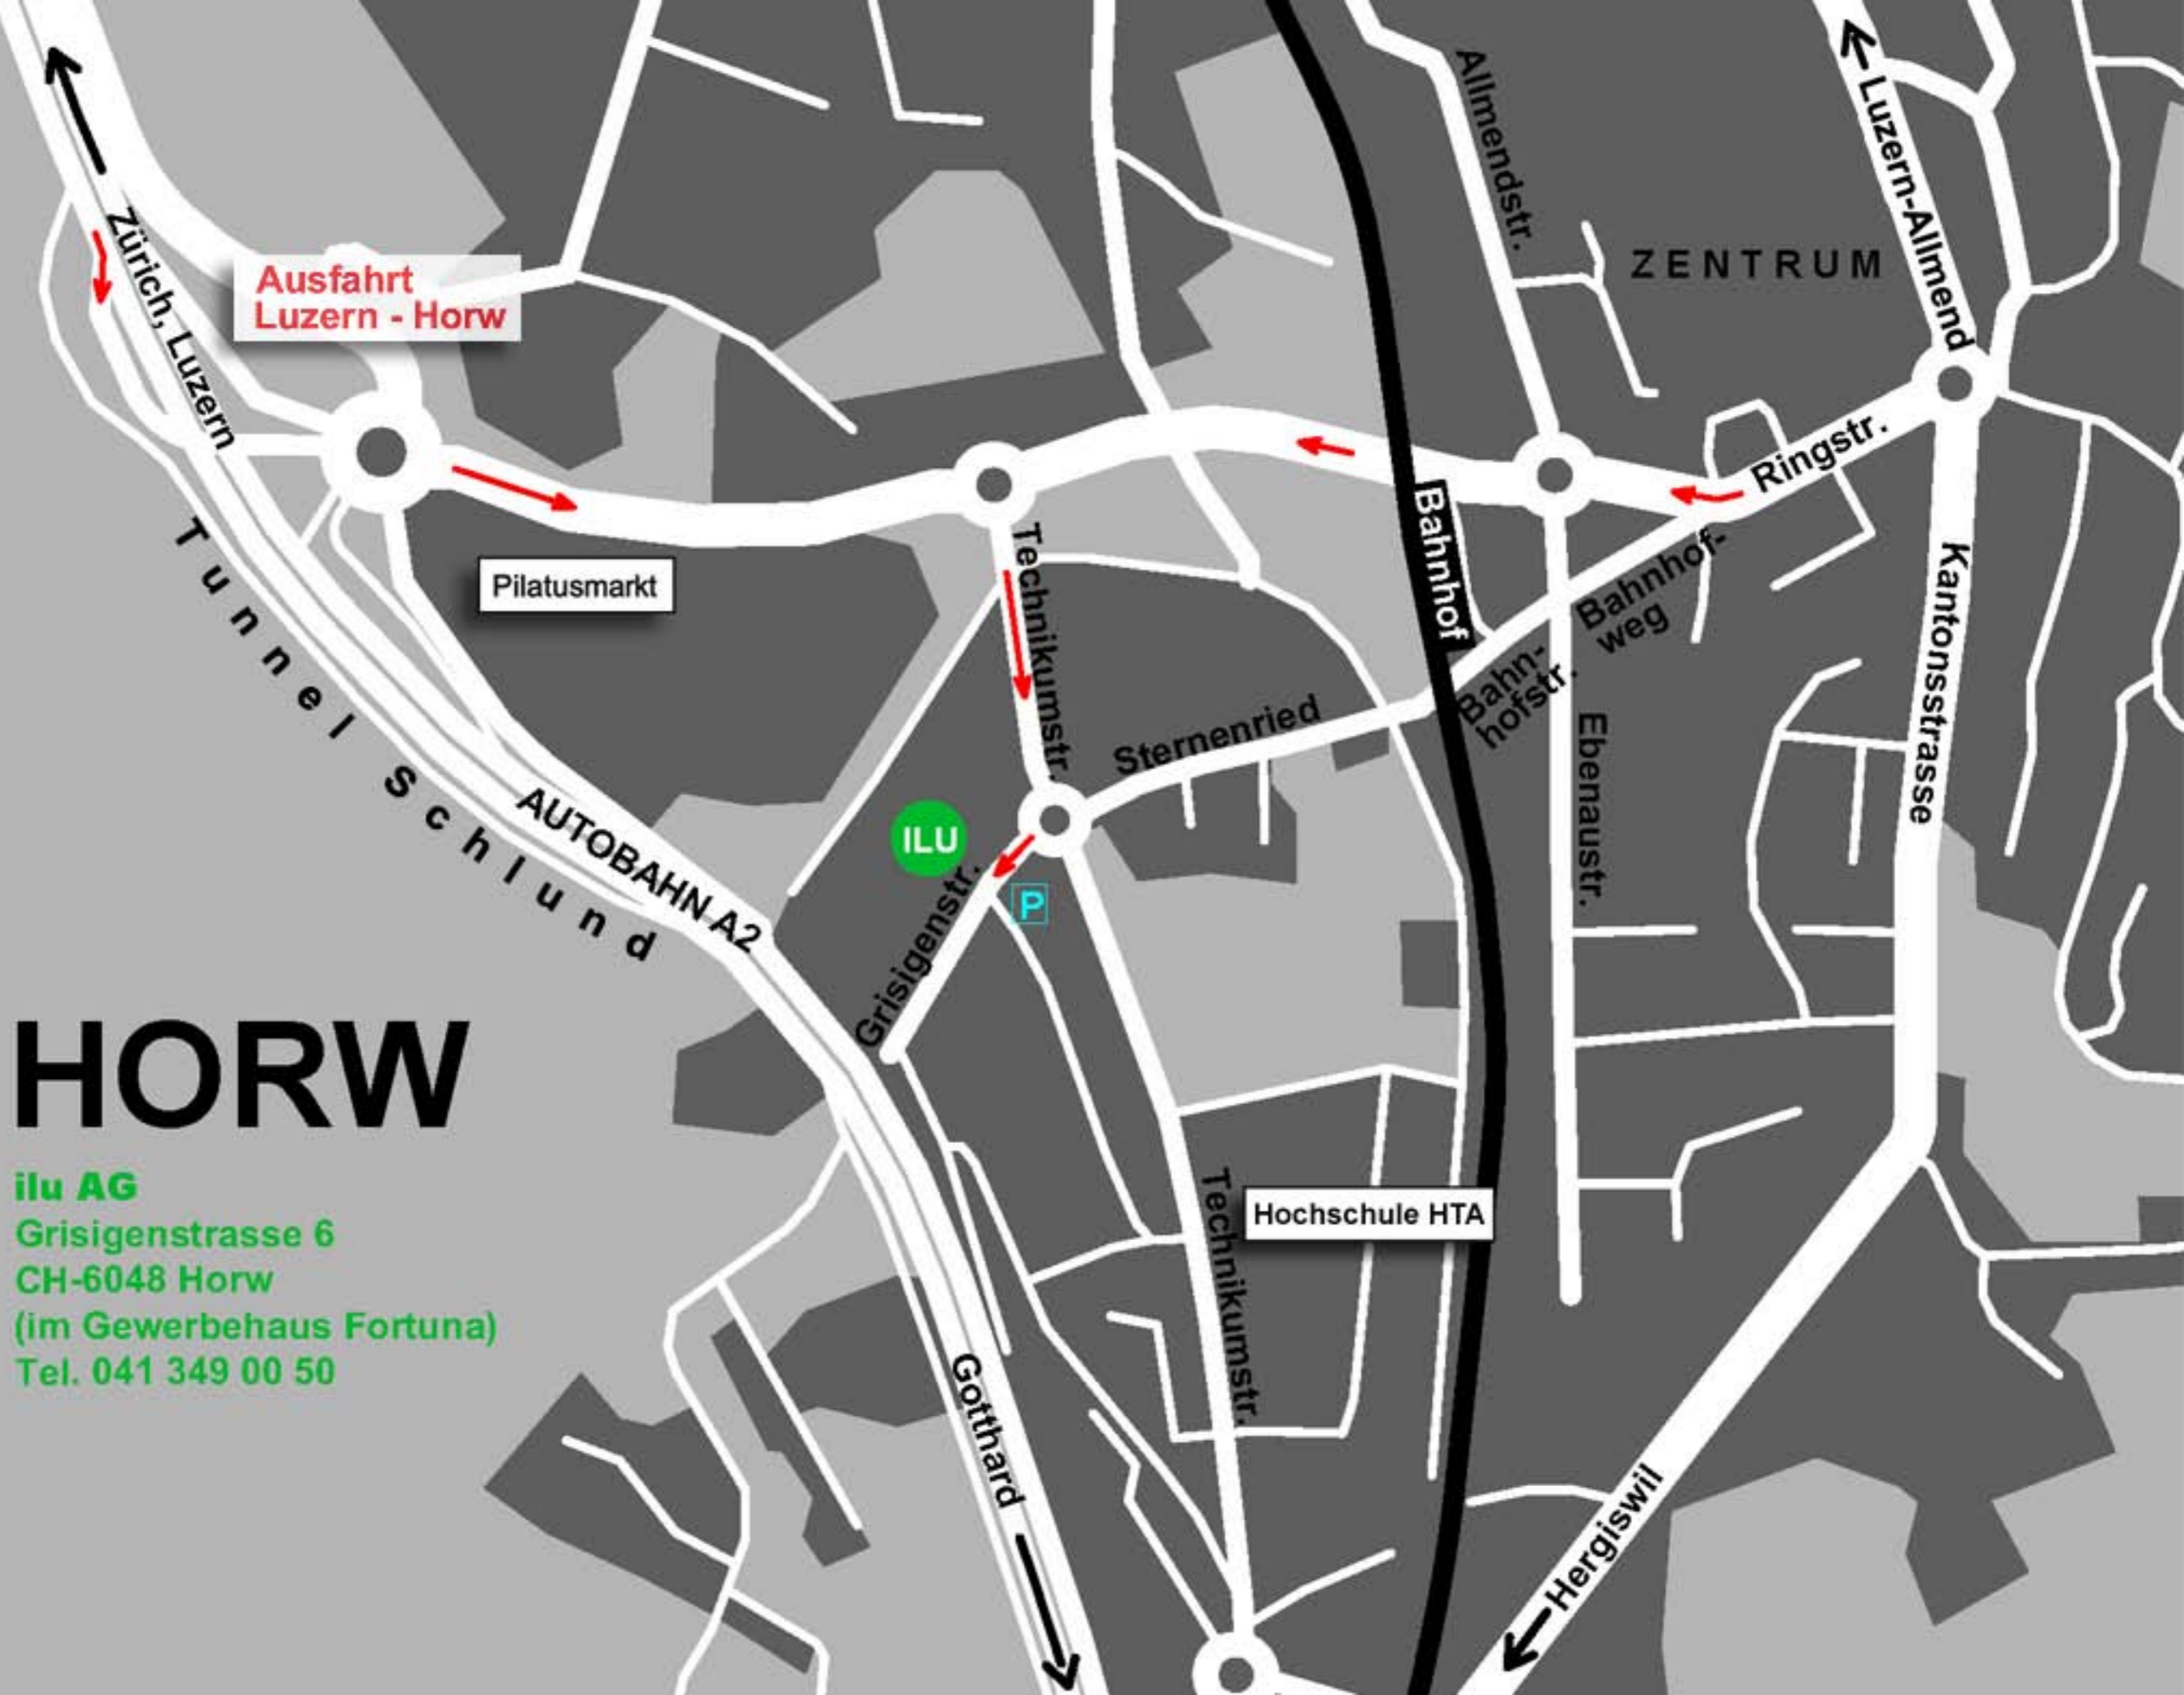 Allmendstr.
Luzern-Allmend
Zürich, Luzern
ZENTRUM
Ausfahrt
Luzern - Horw
Ringstr.
Bahnhof
Technikumstr.
Pilatusmarkt
Bahnhof-
weg
Kantonsstrasse
Tunnel Schlund
Bahn-
hofstr.
Sternenried
Ebenaustr.
AUTOBAHN A2
ILU
P
Grisigenstr.
HORW
ilu AG
Grisigenstrasse 6
CH-6048 Horw
(im Gewerbehaus Fortuna)
Tel. 041 349 00 50
Technikumstr.
Hochschule HTA
Gotthard
Hergiswil